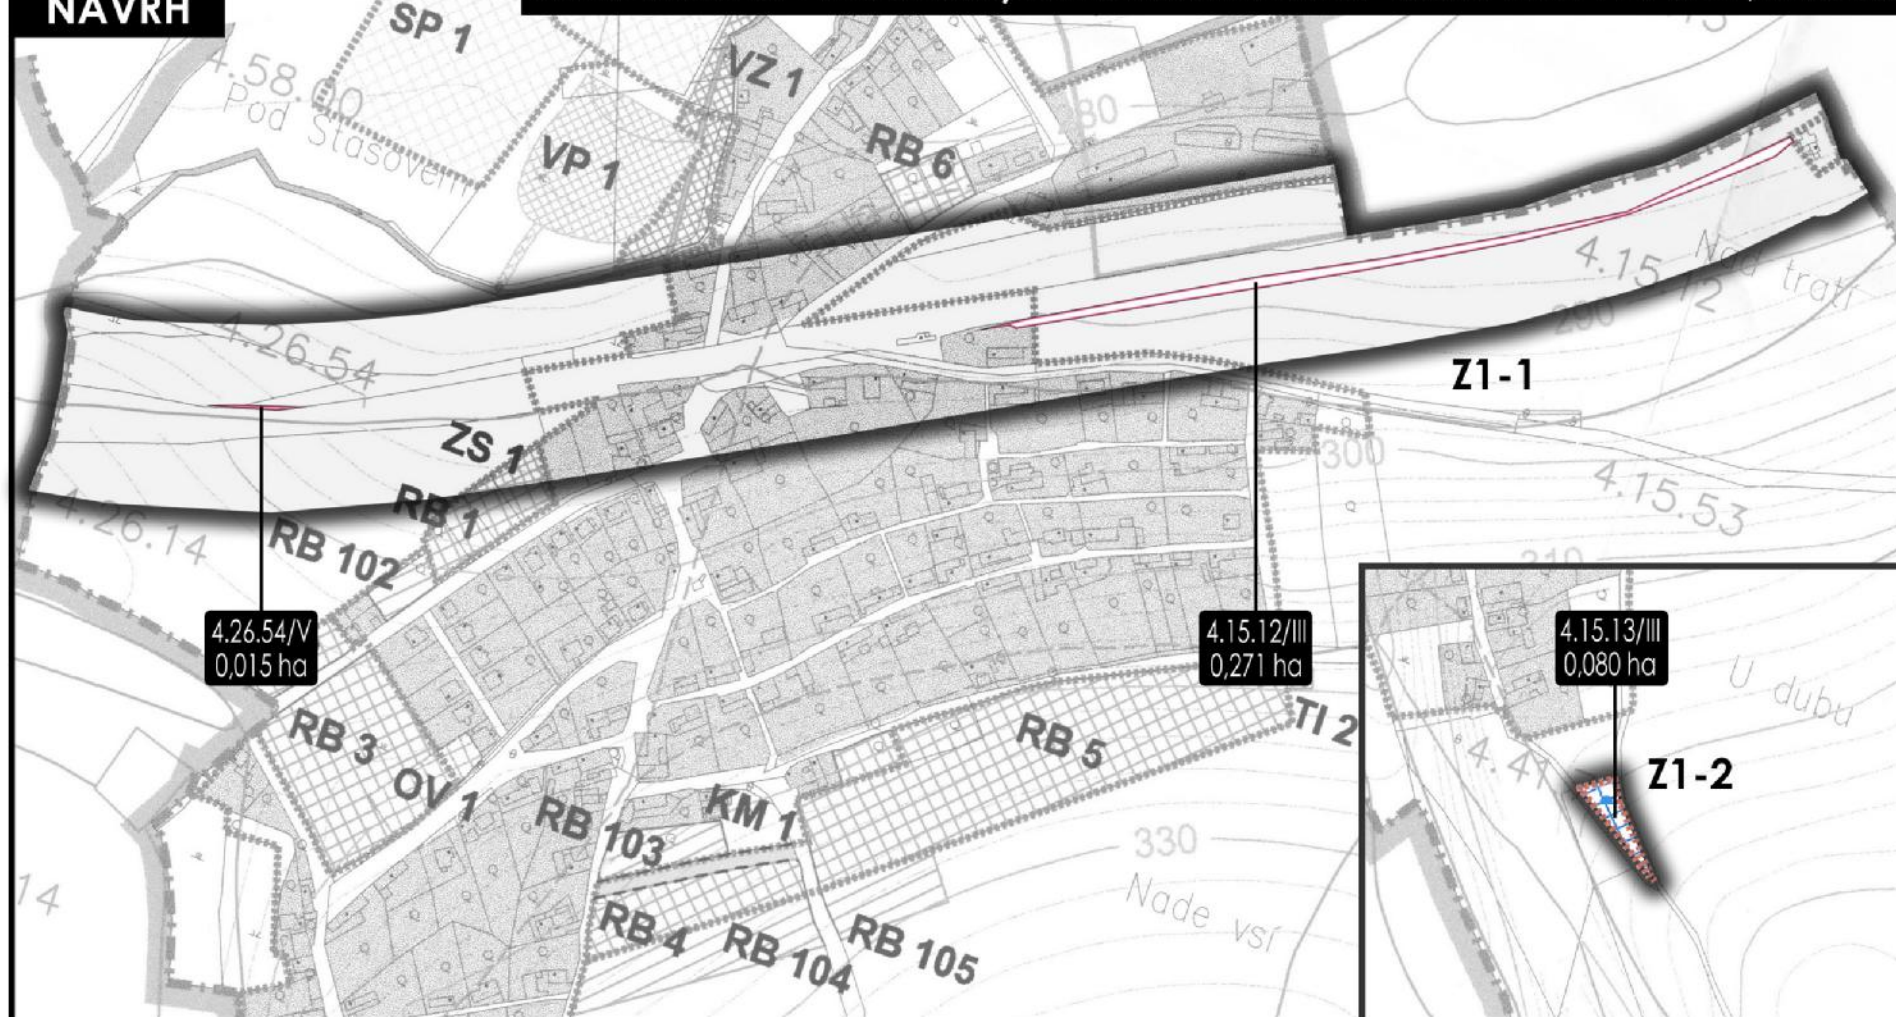 NÁVRH
SP 1
VZ 1
4.58.00
Pod Stasovem
280
VP 1
RB 6
4.15.12
Nad tratí
4.26.54
290
Z1-1
ZS 1
300
RB 1
4.15.53
4.26.14
RB 102
310
4.26.54/V
0,015 ha
4.15.12/III
0,271 ha
4.15.13/III
0,080 ha
U dubu
RB 3
RB 5
TI 2
4.41
Z1-2
OV 1
RB 103
KM 1
330
14
Nade vsí
RB 4
RB 104
RB 105